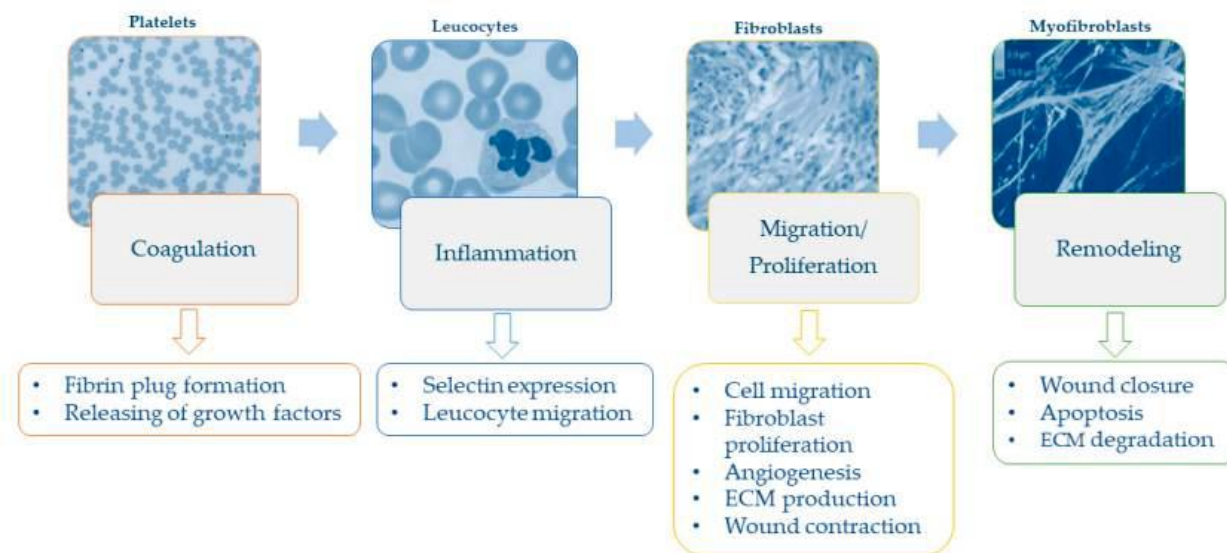 Platelets
Leucocytes
Fibroblasts
Myofibroblasts
Coagulation
Inflammation
Migration/
Proliferation
Remodeling
• Fibrin plug formation
• Releasing of growth factors
• Selectin expression
• Leucocyte migration
• Cell migration
• Fibroblast
proliferation
• Angiogenesis
• ECM production
• Wound contraction
• Wound closure
• Apoptosis
• ECM degradation